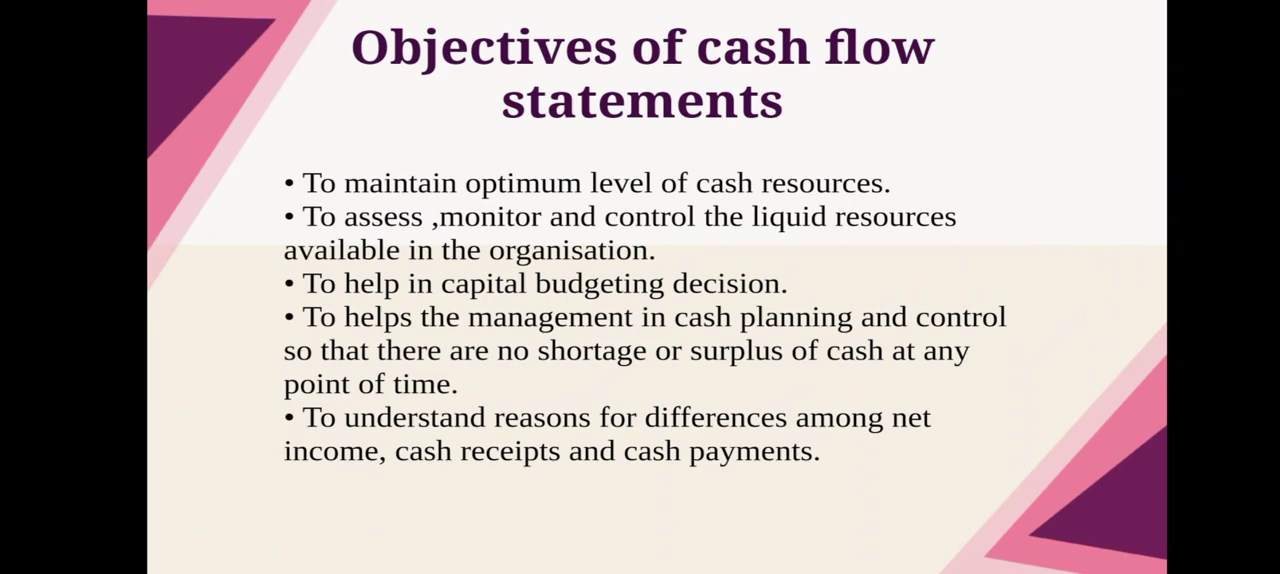 Objectives of cash flow
statements
• To maintain optimum level of cash resources.
• To assess ,monitor and control the liquid resources
available in the organisation.
• To help in capital budgeting decision.
• To helps the management in cash planning and control
so that there are no shortage or surplus of cash at any
point of time.
• To understand reasons for differences among net
income, cash receipts and cash payments.